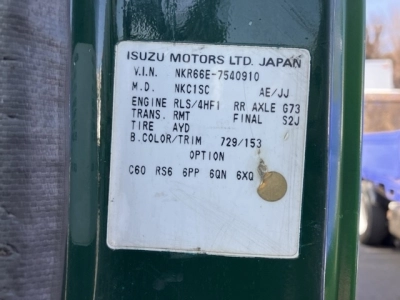 ISUZU MOTORS LTD. JAPAN
V.I.N. NKR66E-7540910
M.D. NKC1SC AE/JJ
ENGINE RLS/4HF1 RR AXLE G73
TRANS. RMT FINAL S2J
TIRE AYD
B.COLOR/TRIM 729/153
OPTION
C60 RS6 6PP 6QN 6XQ